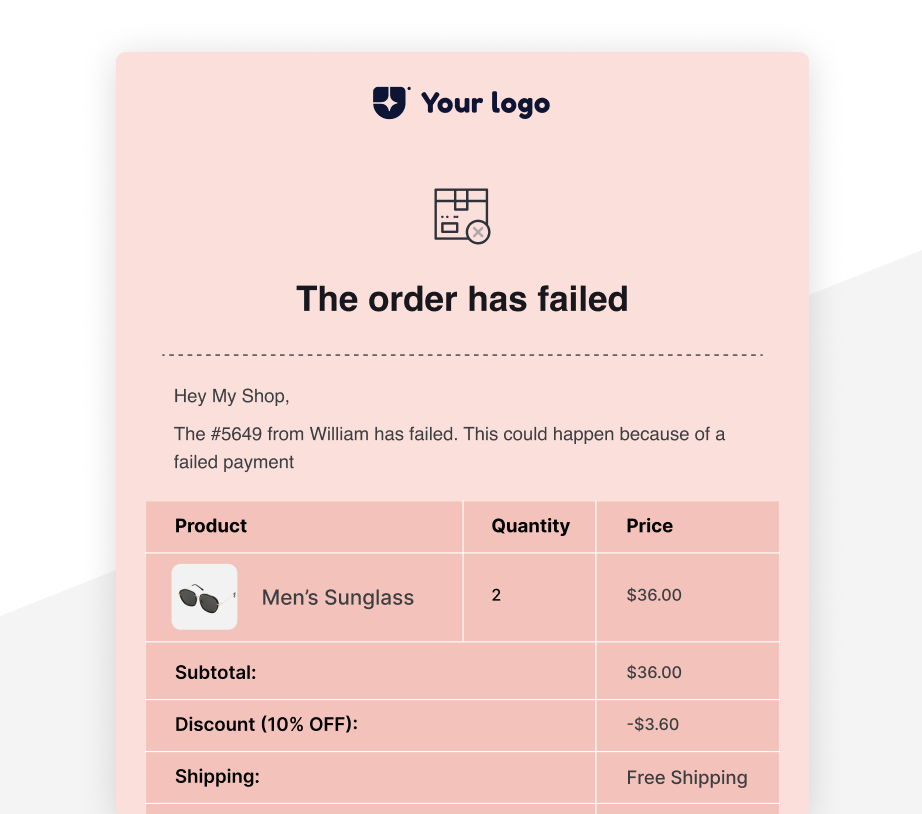 Your logo
The order has failed
Hey My Shop,
The #5649 from William has failed. This could happen because of a
failed payment
Product Quantity Price
Men’s Sunglass 2 $36.00
Subtotal: $36.00
Discount (10% OFF): -$3.60
Shipping: Free Shipping